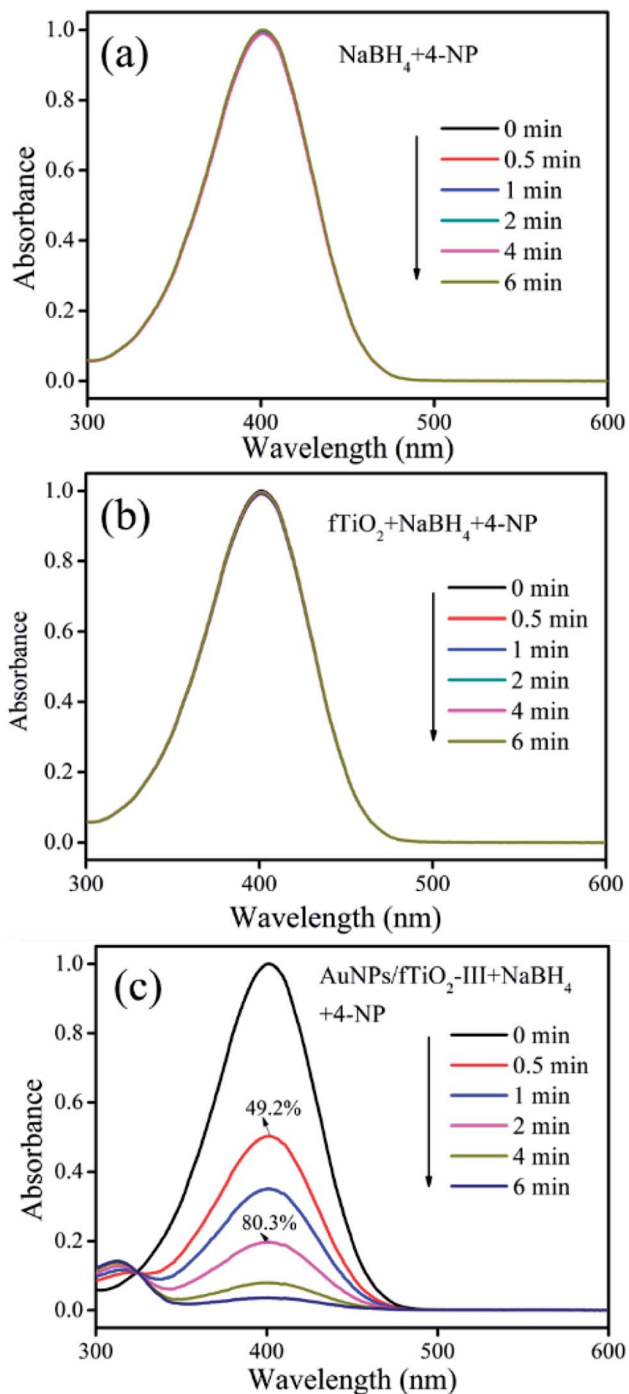 (a)
NaBH₄+4-NP
0 min
0.5 min
1 min
2 min
4 min
6 min
Absorbance
1.0
0.8
0.6
0.4
0.2
0.0
300
400
500
600
Wavelength (nm)
(b)
fTiO₂+NaBH₄+4-NP
0 min
0.5 min
1 min
2 min
4 min
6 min
Absorbance
1.0
0.8
0.6
0.4
0.2
0.0
300
400
500
600
Wavelength (nm)
(c)
AuNPs/fTiO₂-III+NaBH₄
+4-NP
0 min
0.5 min
1 min
2 min
4 min
6 min
49.2%
80.3%
Absorbance
1.0
0.8
0.6
0.4
0.2
0.0
300
400
500
600
Wavelength (nm)